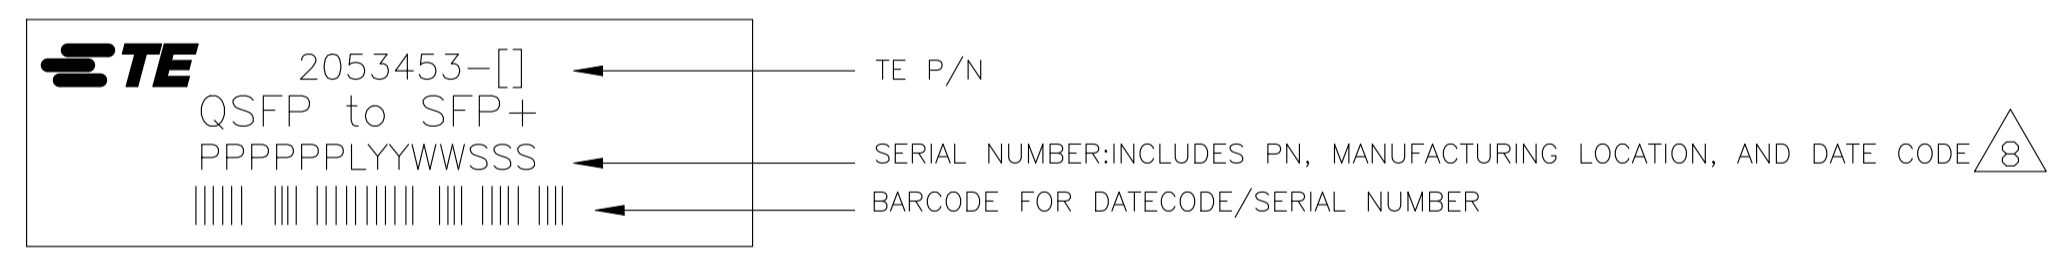 TE 2053453-[] TE P/N
QSFP to SFP+
PPPPPPLYYWWSSS SERIAL NUMBER:INCLUDES PN, MANUFACTURING LOCATION, AND DATE CODE 8
BARCODE FOR DATECODE/SERIAL NUMBER